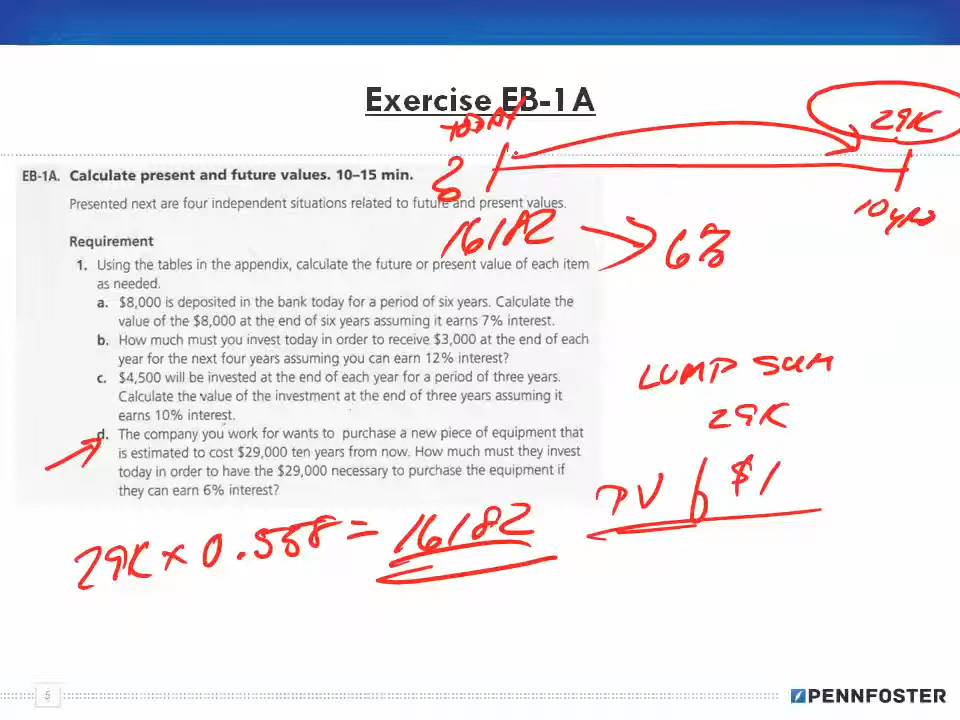 Exercise EB-1A
TODAY
29K
?
10 yrs
16182
6%
EB-1A. Calculate present and future values. 10–15 min.
Presented next are four independent situations related to future and present values.
Requirement
1. Using the tables in the appendix, calculate the future or present value of each item
as needed.
a. $8,000 is deposited in the bank today for a period of six years. Calculate the
value of the $8,000 at the end of six years assuming it earns 7% interest.
b. How much must you invest today in order to receive $3,000 at the end of each
year for the next four years assuming you can earn 12% interest?
c. $4,500 will be invested at the end of each year for a period of three years.
Calculate the value of the investment at the end of three years assuming it
earns 10% interest.
d. The company you work for wants to purchase a new piece of equipment that
is estimated to cost $29,000 ten years from now. How much must they invest
today in order to have the $29,000 necessary to purchase the equipment if
they can earn 6% interest?
LUMP SUM
29K
PV of $1
29K × 0.558 = 16182
5
PENNFOSTER